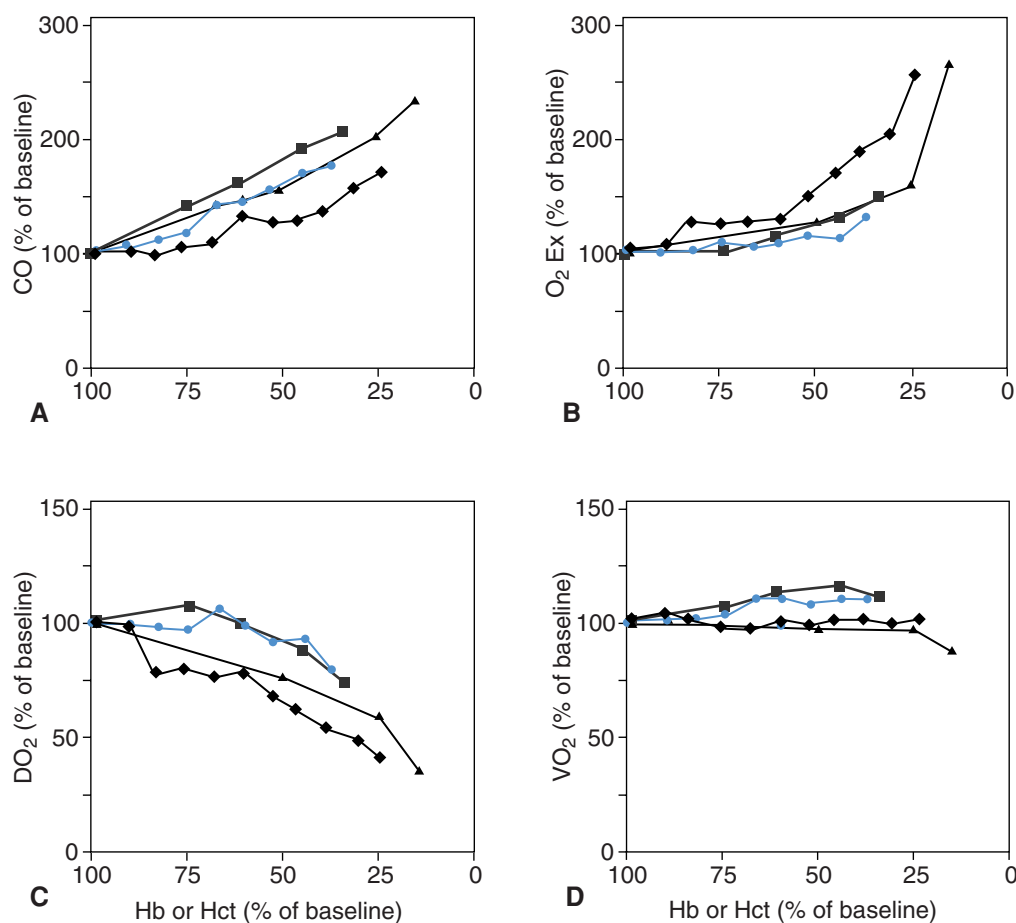 300
200
100
0
CO (% of baseline)
100 75 50 25 0
A
300
200
100
0
O₂ Ex (% of baseline)
100 75 50 25 0
B
150
100
50
0
DO₂ (% of baseline)
100 75 50 25 0
C
Hb or Hct (% of baseline)
150
100
50
0
VO₂ (% of baseline)
100 75 50 25 0
D
Hb or Hct (% of baseline)